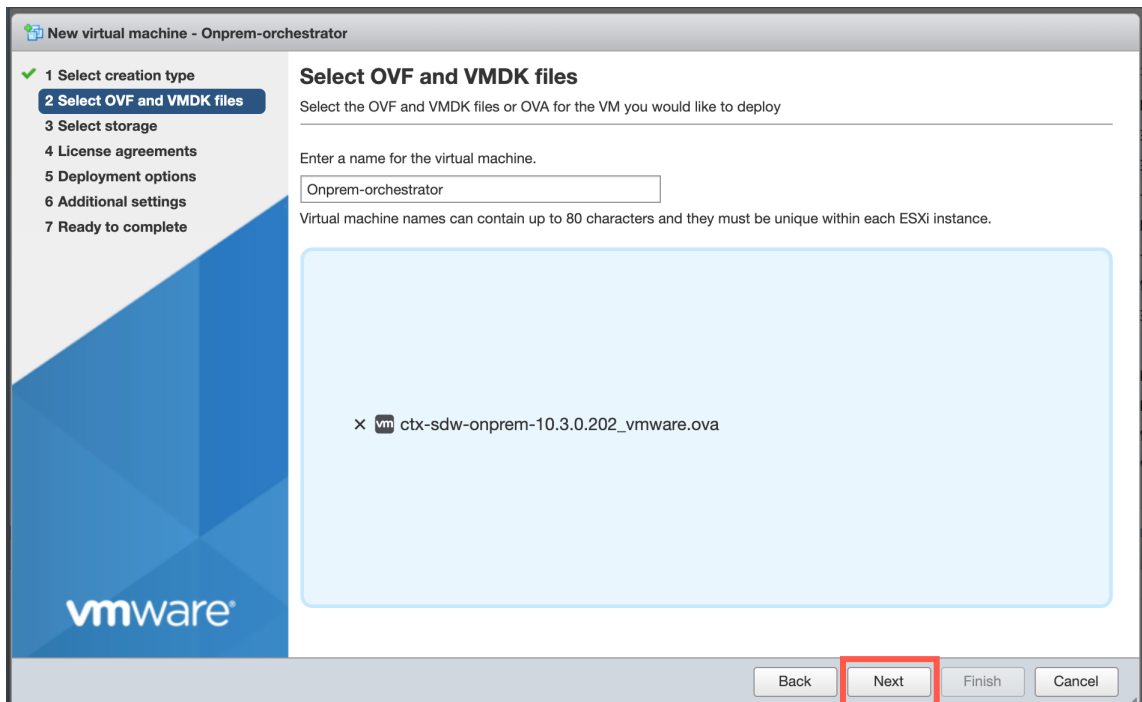 New virtual machine - Onprem-orchestrator
1 Select creation type
2 Select OVF and VMDK files
3 Select storage
4 License agreements
5 Deployment options
6 Additional settings
7 Ready to complete
vmware®
Select OVF and VMDK files
Select the OVF and VMDK files or OVA for the VM you would like to deploy
Enter a name for the virtual machine.
Onprem-orchestrator
Virtual machine names can contain up to 80 characters and they must be unique within each ESXi instance.
vm ctx-sdw-onprem-10.3.0.202_vmware.ova
Back Next Finish Cancel